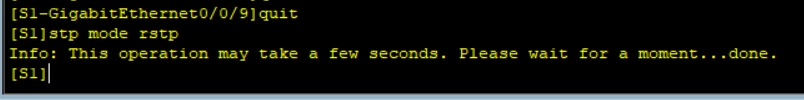 [S1-GigabitEthernet0/0/9]quit
[S1]stp mode rstp
Info: This operation may take a few seconds. Please wait for a moment...done.
[S1]